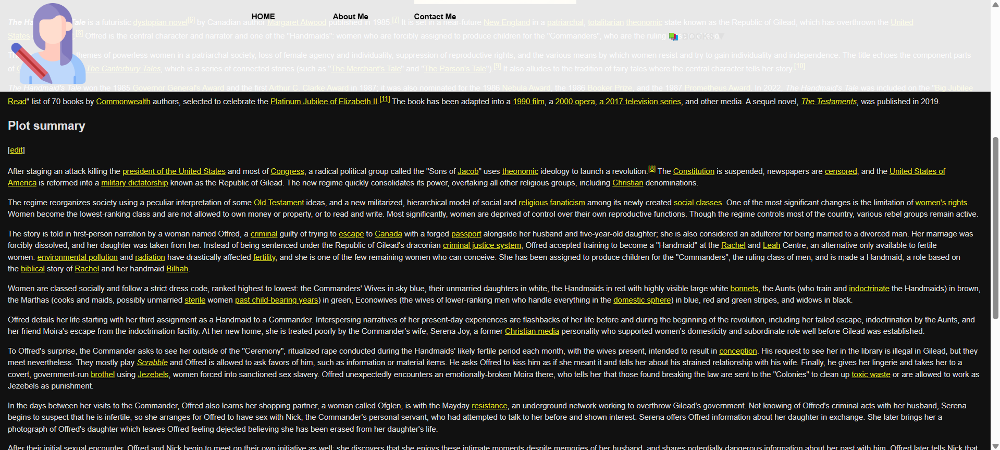 HOME About Me Contact Me
The Ha Tale is a futuristic dystopian novel[6] by Canadian author Margaret Atwood published in 1985.[7] It is set in a near-future New England in a patriarchal, totalitarian theonomic state known as the Republic of Gilead, which has overthrown the United
States [8] Offred is the central character and narrator and one of the "Handmaids": women who are forcibly assigned to produce children for the "Commanders", who are the ruling
BOOKS
themes of powerless women in a patriarchal society, loss of female agency and individuality, suppression of reproductive rights, and the various means by which women resist and try to gain individuality and independence. The title echoes the component parts
of The Canterbury Tales, which is a series of connected stories (such as "The Merchant's Tale" and "The Parson's Tale").[9] It also alludes to the tradition of fairy tales where the central character tells her story.[10]
The Handmaid's Tale won the 1985 Governor General's Award and the first Arthur C. Clarke Award in 1987; it was also nominated for the 1986 Nebula Award, the 1986 Booker Prize, and the 1987 Prometheus Award. In 2022, The Handmaid's Tale was included on the "Big Jubilee
Read" list of 70 books by Commonwealth authors, selected to celebrate the Platinum Jubilee of Elizabeth II.[11] The book has been adapted into a 1990 film, a 2000 opera, a 2017 television series, and other media. A sequel novel, The Testaments, was published in 2019.
Plot summary
[edit]
After staging an attack killing the president of the United States and most of Congress, a radical political group called the "Sons of Jacob" uses theonomic ideology to launch a revolution.[8] The Constitution is suspended, newspapers are censored, and the United States of
America is reformed into a military dictatorship known as the Republic of Gilead. The new regime quickly consolidates its power, overtaking all other religious groups, including Christian denominations.
The regime reorganizes society using a peculiar interpretation of some Old Testament ideas, and a new militarized, hierarchical model of social and religious fanaticism among its newly created social classes. One of the most significant changes is the limitation of women's rights.
Women become the lowest-ranking class and are not allowed to own money or property, or to read and write. Most significantly, women are deprived of control over their own reproductive functions. Though the regime controls most of the country, various rebel groups remain active.
The story is told in first-person narration by a woman named Offred, a criminal guilty of trying to escape to Canada with a forged passport alongside her husband and five-year-old daughter; she is also considered an adulterer for being married to a divorced man. Her marriage was
forcibly dissolved, and her daughter was taken from her. Instead of being sentenced under the Republic of Gilead's draconian criminal justice system, Offred accepted training to become a "Handmaid" at the Rachel and Leah Centre, an alternative only available to fertile
women: environmental pollution and radiation have drastically affected fertility, and she is one of the few remaining women who can conceive. She has been assigned to produce children for the "Commanders", the ruling class of men, and is made a Handmaid, a role based on
the biblical story of Rachel and her handmaid Bilhah.
Women are classed socially and follow a strict dress code, ranked highest to lowest: the Commanders' Wives in sky blue, their unmarried daughters in white, the Handmaids in red with highly visible large white bonnets, the Aunts (who train and indoctrinate the Handmaids) in brown,
the Marthas (cooks and maids, possibly unmarried sterile women past child-bearing years) in green, Econowives (the wives of lower-ranking men who handle everything in the domestic sphere) in blue, red and green stripes, and widows in black.
Offred details her life starting with her third assignment as a Handmaid to a Commander. Interspersing narratives of her present-day experiences are flashbacks of her life before and during the beginning of the revolution, including her failed escape, indoctrination by the Aunts, and
her friend Moira's escape from the indoctrination facility. At her new home, she is treated poorly by the Commander's wife, Serena Joy, a former Christian media personality who supported women's domesticity and subordinate role well before Gilead was established.
To Offred's surprise, the Commander asks to see her outside of the "Ceremony", ritualized rape conducted during the Handmaids' likely fertile period each month, with the wives present, intended to result in conception. His request to see her in the library is illegal in Gilead, but they
meet nevertheless. They mostly play Scrabble and Offred is allowed to ask favors of him, such as information or material items. He asks Offred to kiss him as if she meant it and tells her about his strained relationship with his wife. Finally, he gives her lingerie and takes her to a
covert, government-run brothel using Jezebels, women forced into sanctioned sex slavery. Offred unexpectedly encounters an emotionally-broken Moira there, who tells her that those found breaking the law are sent to the "Colonies" to clean up toxic waste or are allowed to work as
Jezebels as punishment.
In the days between her visits to the Commander, Offred also learns her shopping partner, a woman called Ofglen, is with the Mayday resistance, an underground network working to overthrow Gilead's government. Not knowing of Offred's criminal acts with her husband, Serena
begins to suspect that he is infertile, so she arranges for Offred to have sex with Nick, the Commander's personal servant, who had attempted to talk to her before and shown interest. Serena offers Offred information about her daughter in exchange. She later brings her a
photograph of Offred's daughter which leaves Offred feeling dejected believing she has been erased from her daughter's life.
After their initial sexual encounter, Offred and Nick begin to meet on their own initiative as well; she discovers that she enjoys these intimate moments despite memories of her husband, and shares potentially dangerous information about her past with him. Offred later tells Nick that